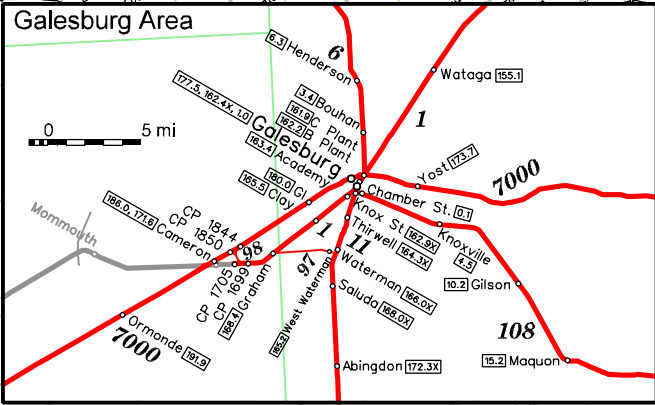 Galesburg Area
6.3 Henderson
6
Wataga 155.1
177.5, 162.4X, 1.0
Galesburg
3.4 Bouhan
161.9 C Plant
162.2 B Plant
163.4 Academy
1
0 5 mi
Yost 173.7
7000
180.0 GI
165.5 Clay
Chamber St. 0.1
186.0, 171.6
Cameron
CP 1850
CP 1844
Mommouth
98
1
11
Knox St 162.9X
Thirlwell 164.3X
Knoxville
4.5
97
Waterman 166.0X
CP 1705
CP 1699
168.4 Graham
165.2 West Waterman
Saluda 168.0X
10.2 Gilson
Ormonde 191.9
7000
108
Abingdon 172.3X
15.2 Maquon